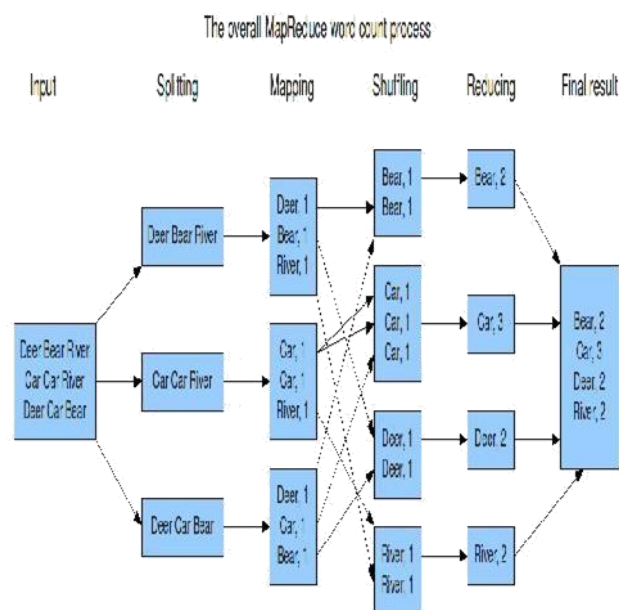 The overall MapReduce word count process
Input
Splitting
Mapping
Shuffling
Reducing
Final result
Deer Bear River
Car Car River
Deer Car Bear
Deer Bear River
Car Car River
Deer Car Bear
Deer, 1
Bear, 1
River, 1
Car, 1
Car, 1
River, 1
Deer, 1
Car, 1
Bear, 1
Bear, 1
Bear, 1
Car, 1
Car, 1
Car, 1
Deer, 1
Deer, 1
River, 1
River, 1
Bear, 2
Car, 3
Deer, 2
River, 2
Bear, 2
Car, 3
Deer, 2
River, 2